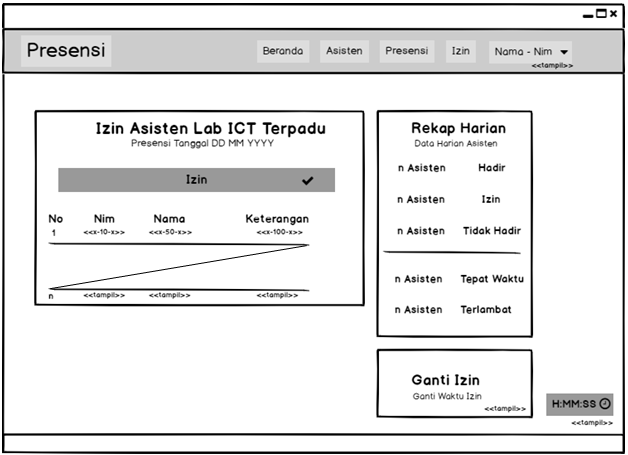 Presensi
Beranda
Asisten
Presensi
Izin
Nama - Nim
<<tampil>>
Izin Asisten Lab ICT Terpadu
Presensi Tanggal DD MM YYYY
Izin
No Nim Nama Keterangan
1 <<x-10-x>> <<x-50-x>> <<x-100-x>>
n <<tampil>> <<tampil>> <<tampil>>
Rekap Harian
Data Harian Asisten
n Asisten Hadir
n Asisten Izin
n Asisten Tidak Hadir
n Asisten Tepat Waktu
n Asisten Terlambat
Ganti Izin
Ganti Waktu Izin
<<tampil>>
H:MM:SS
<<tampil>>